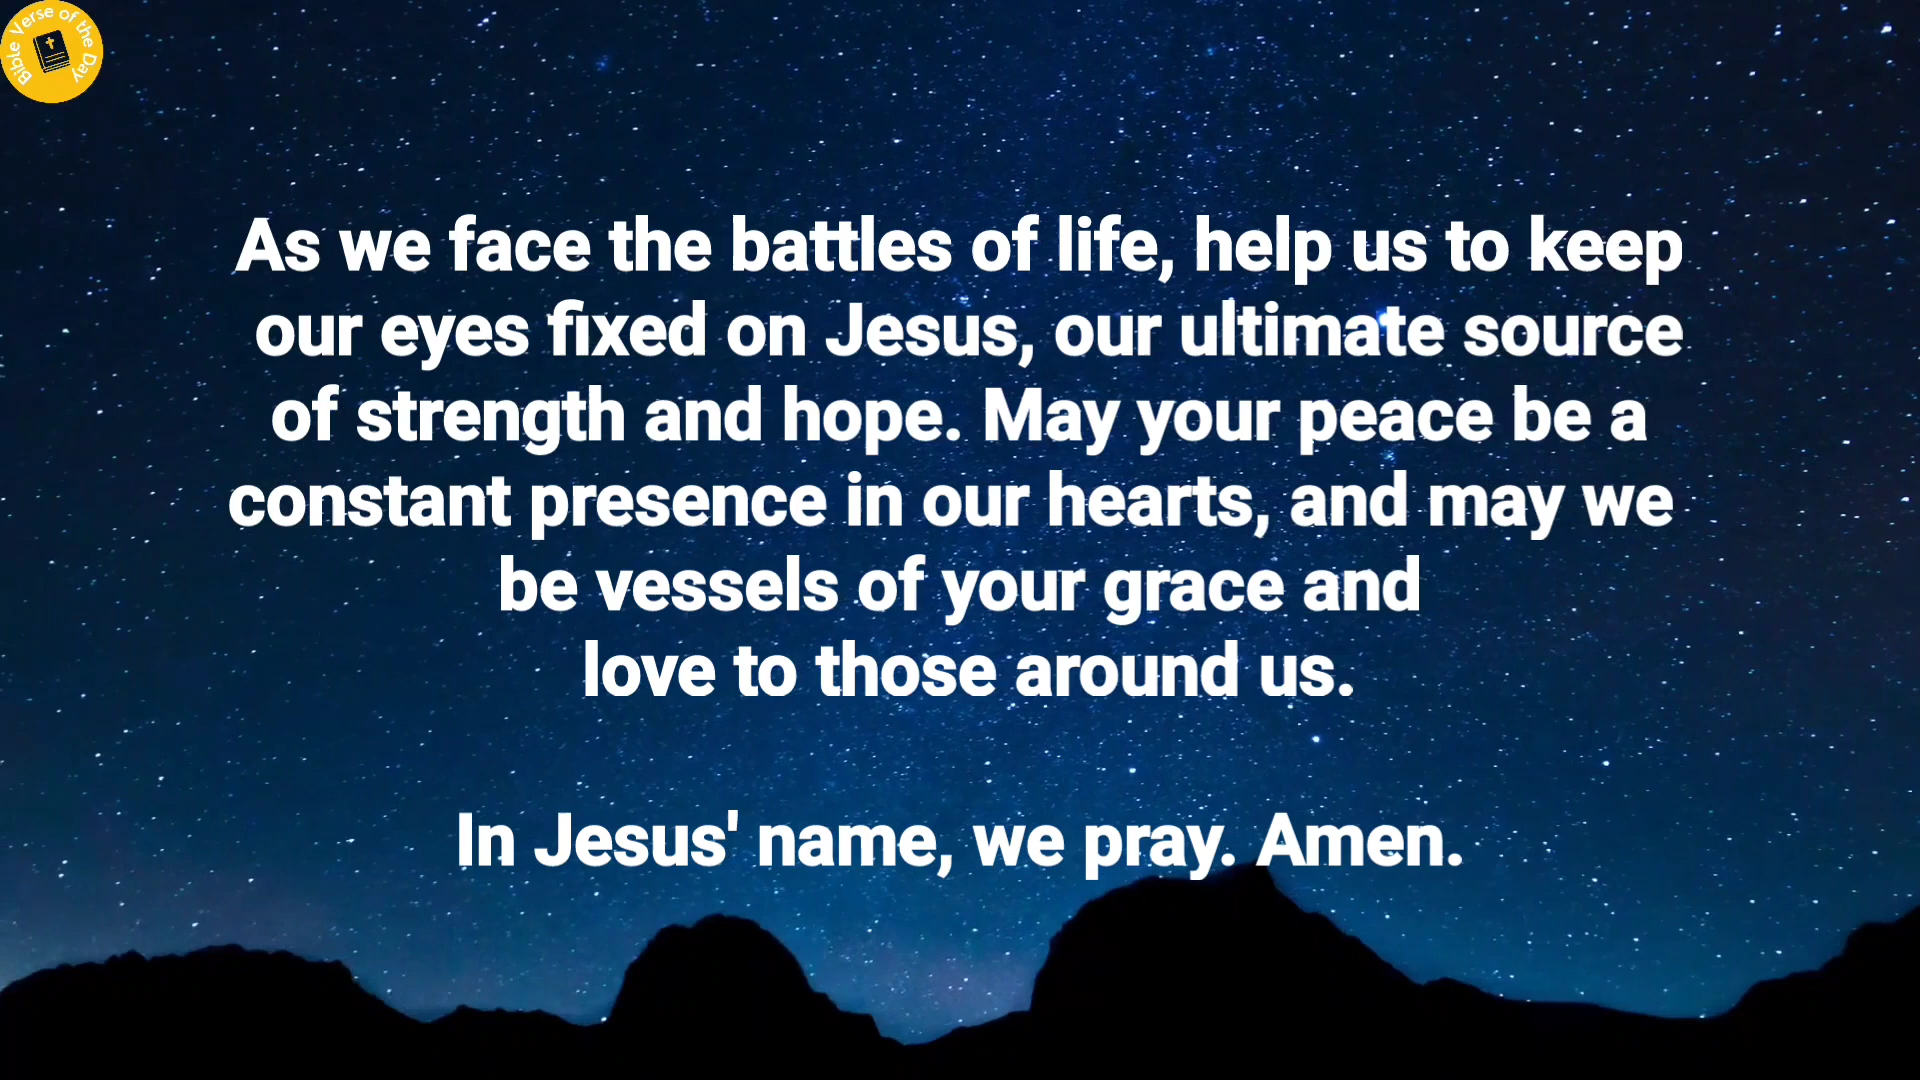 Bible Verse of the Day
As we face the battles of life, help us to keep
our eyes fixed on Jesus, our ultimate source
of strength and hope. May your peace be a
constant presence in our hearts, and may we
be vessels of your grace and
love to those around us.
In Jesus' name, we pray. Amen.